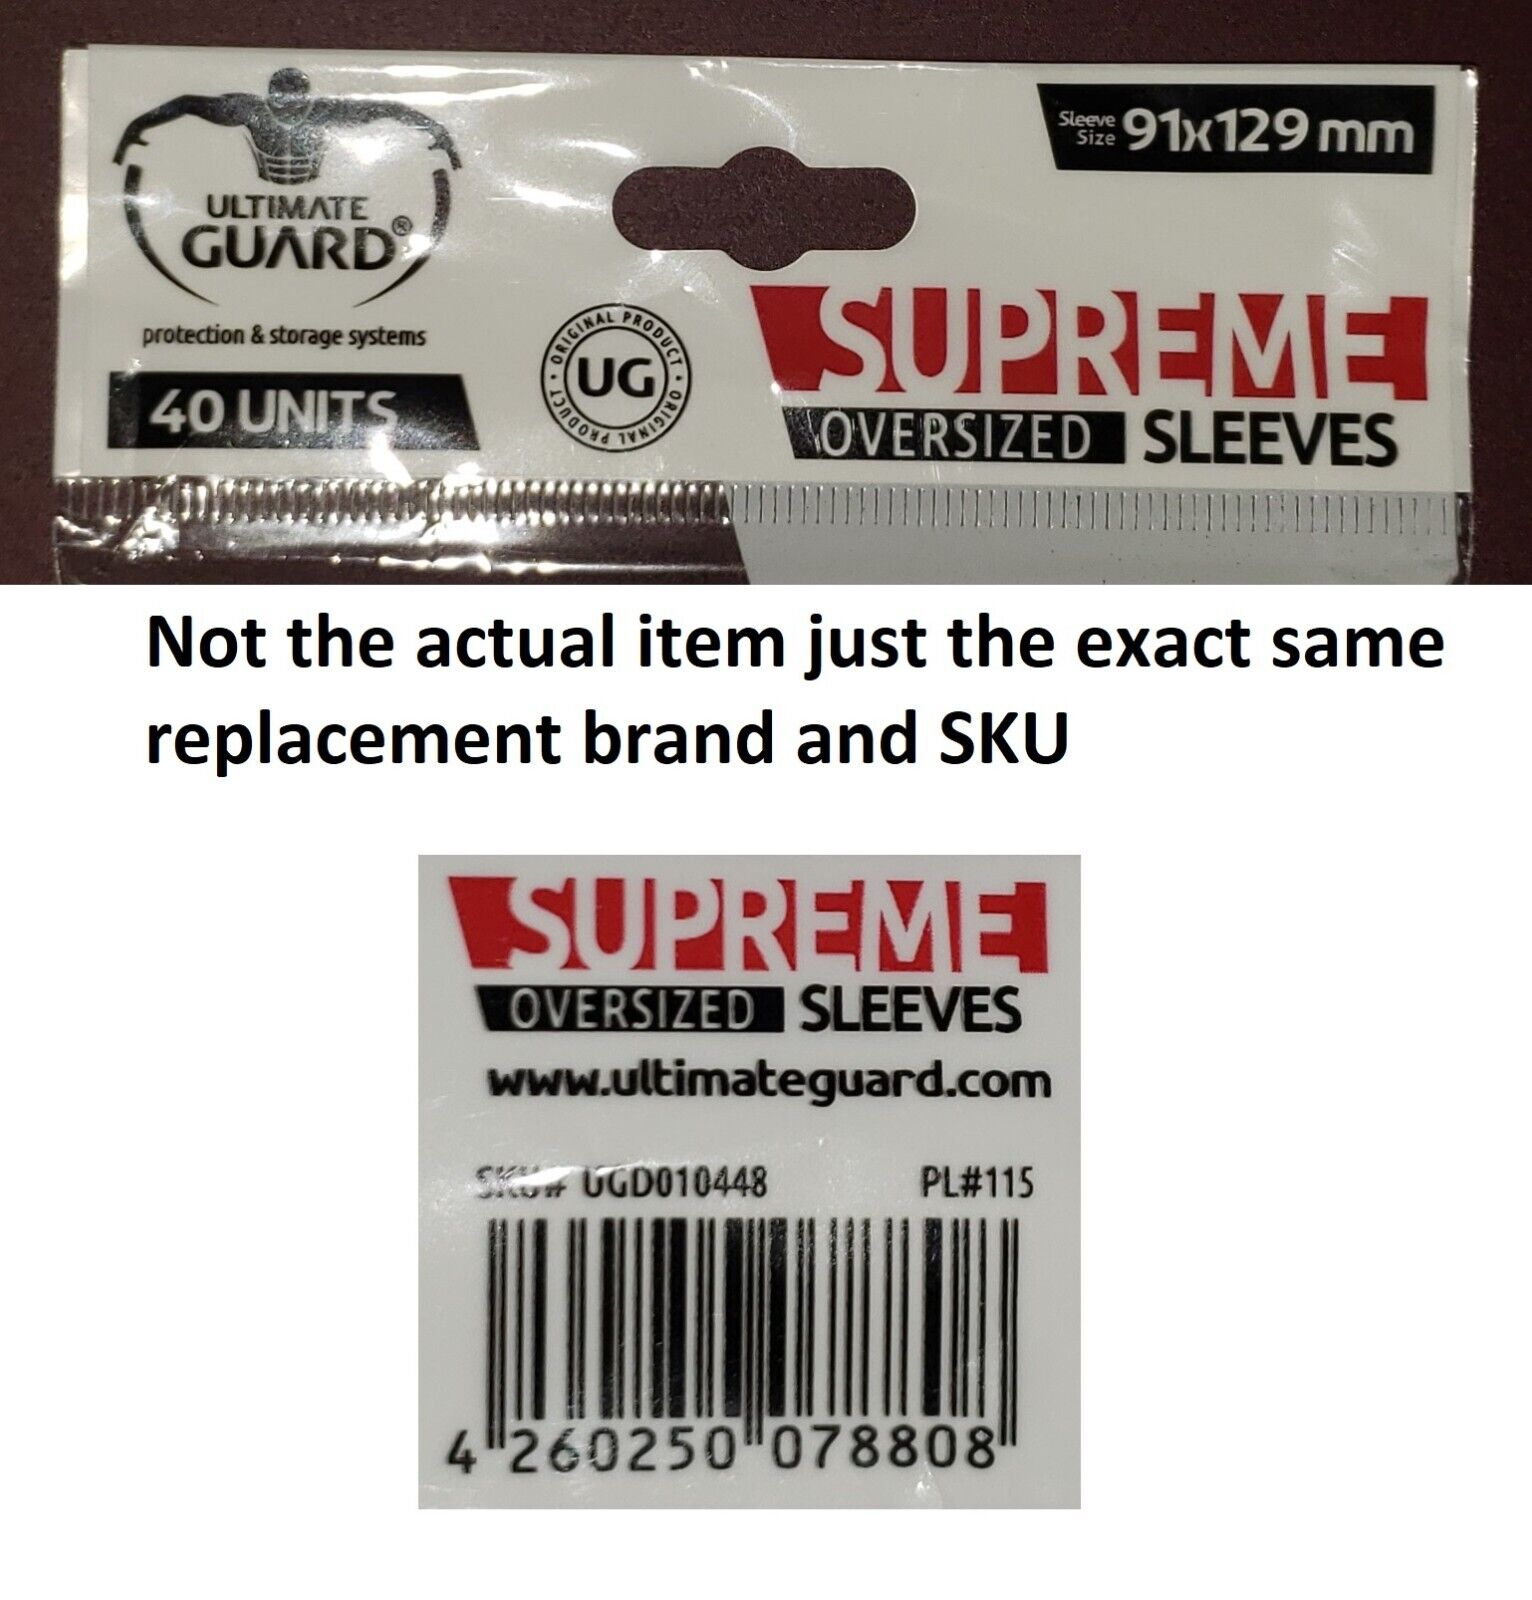 ULTIMATE
GUARD®
protection & storage systems
40 UNITS
ORIGINAL PRODUCT · ORIGINAL PRODUCT ·
UG
Sleeve
Size 91x129 mm
SUPREME
OVERSIZED SLEEVES
Not the actual item just the exact same
replacement brand and SKU
SUPREME
OVERSIZED SLEEVES
www.ultimateguard.com
SKU# UGD010448 PL#115
4 260250 078808